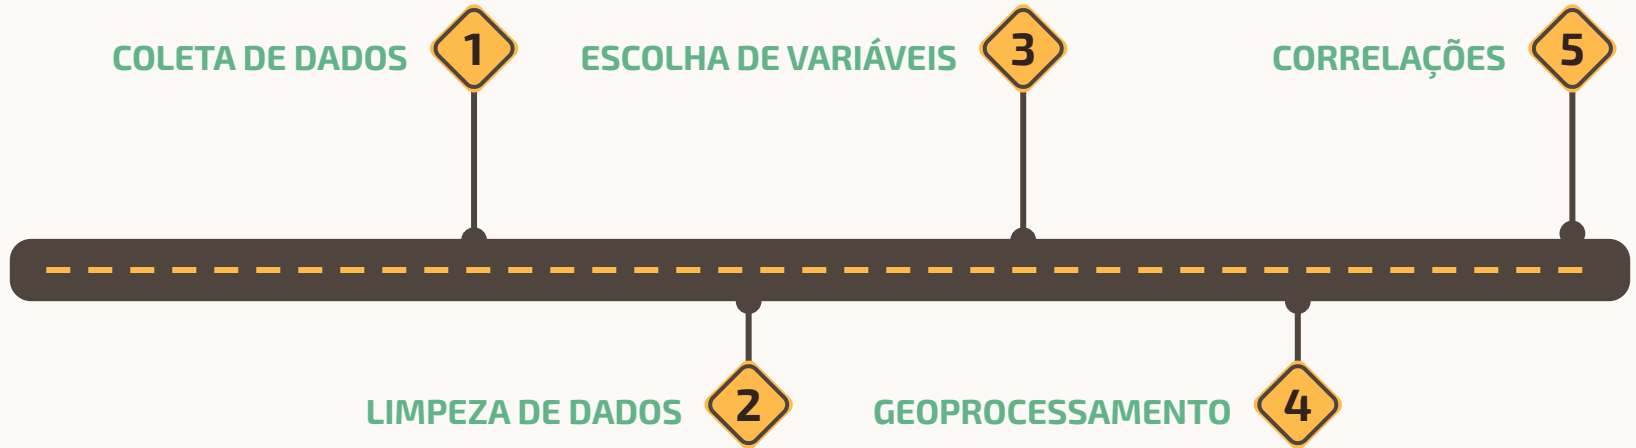 COLETA DE DADOS
1
ESCOLHA DE VARIÁVEIS
3
CORRELAÇÕES
5
LIMPEZA DE DADOS
2
GEOPROCESSAMENTO
4